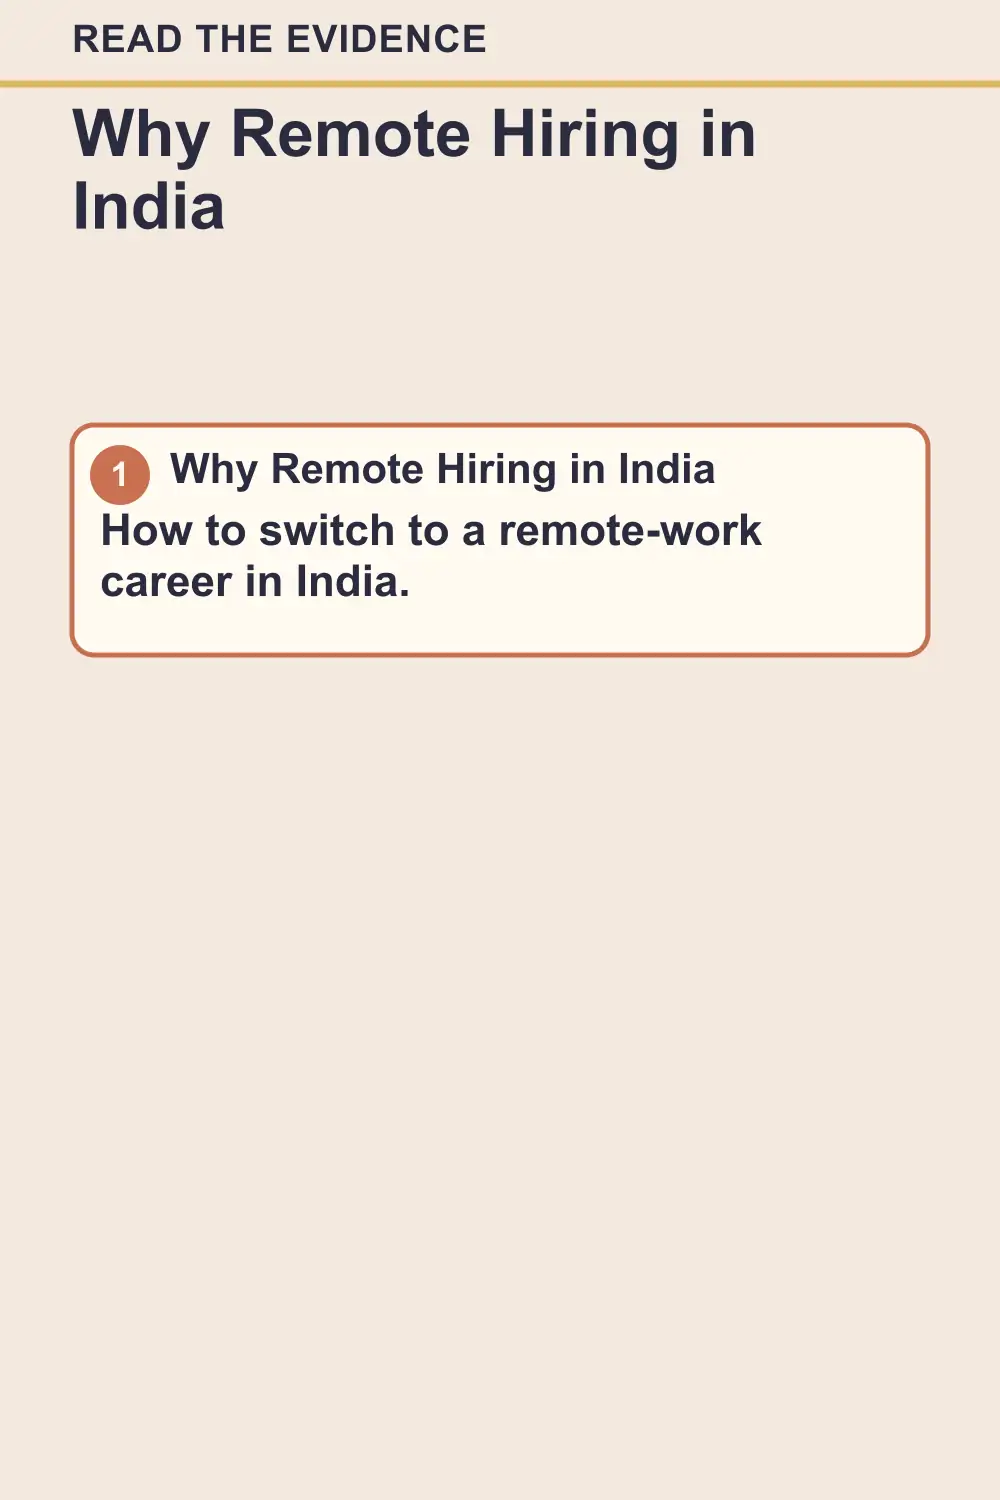 READ THE EVIDENCE
Why Remote Hiring in
India
1 Why Remote Hiring in India
How to switch to a remote-work
career in India.